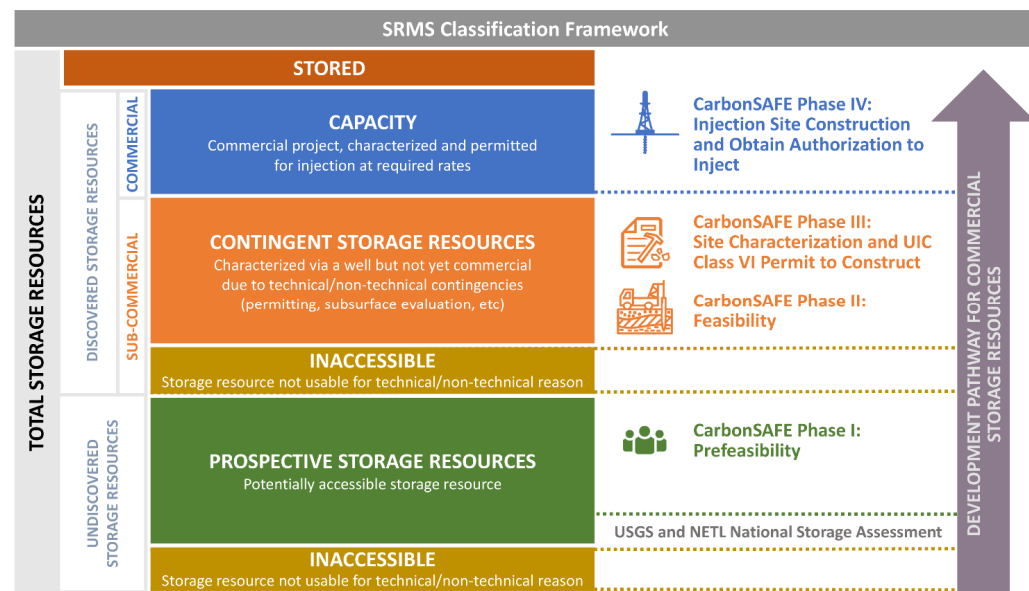 SRMS Classification Framework
TOTAL STORAGE RESOURCES
STORED
DISCOVERED STORAGE RESOURCES
COMMERCIAL
CAPACITY
Commercial project, characterized and permitted
for injection at required rates
CarbonSAFE Phase IV:
Injection Site Construction
and Obtain Authorization to
Inject
SUB-COMMERCIAL
CONTINGENT STORAGE RESOURCES
Characterized via a well but not yet commercial
due to technical/non-technical contingencies
(permitting, subsurface evaluation, etc)
CarbonSAFE Phase III:
Site Characterization and UIC
Class VI Permit to Construct
CarbonSAFE Phase II:
Feasibility
INACCESSIBLE
Storage resource not usable for technical/non-technical reason
UNDISCOVERED
STORAGE RESOURCES
PROSPECTIVE STORAGE RESOURCES
Potentially accessible storage resource
CarbonSAFE Phase I:
Prefeasibility
USGS and NETL National Storage Assessment
INACCESSIBLE
Storage resource not usable for technical/non-technical reason
DEVELOPMENT PATHWAY FOR COMMERCIAL
STORAGE RESOURCES